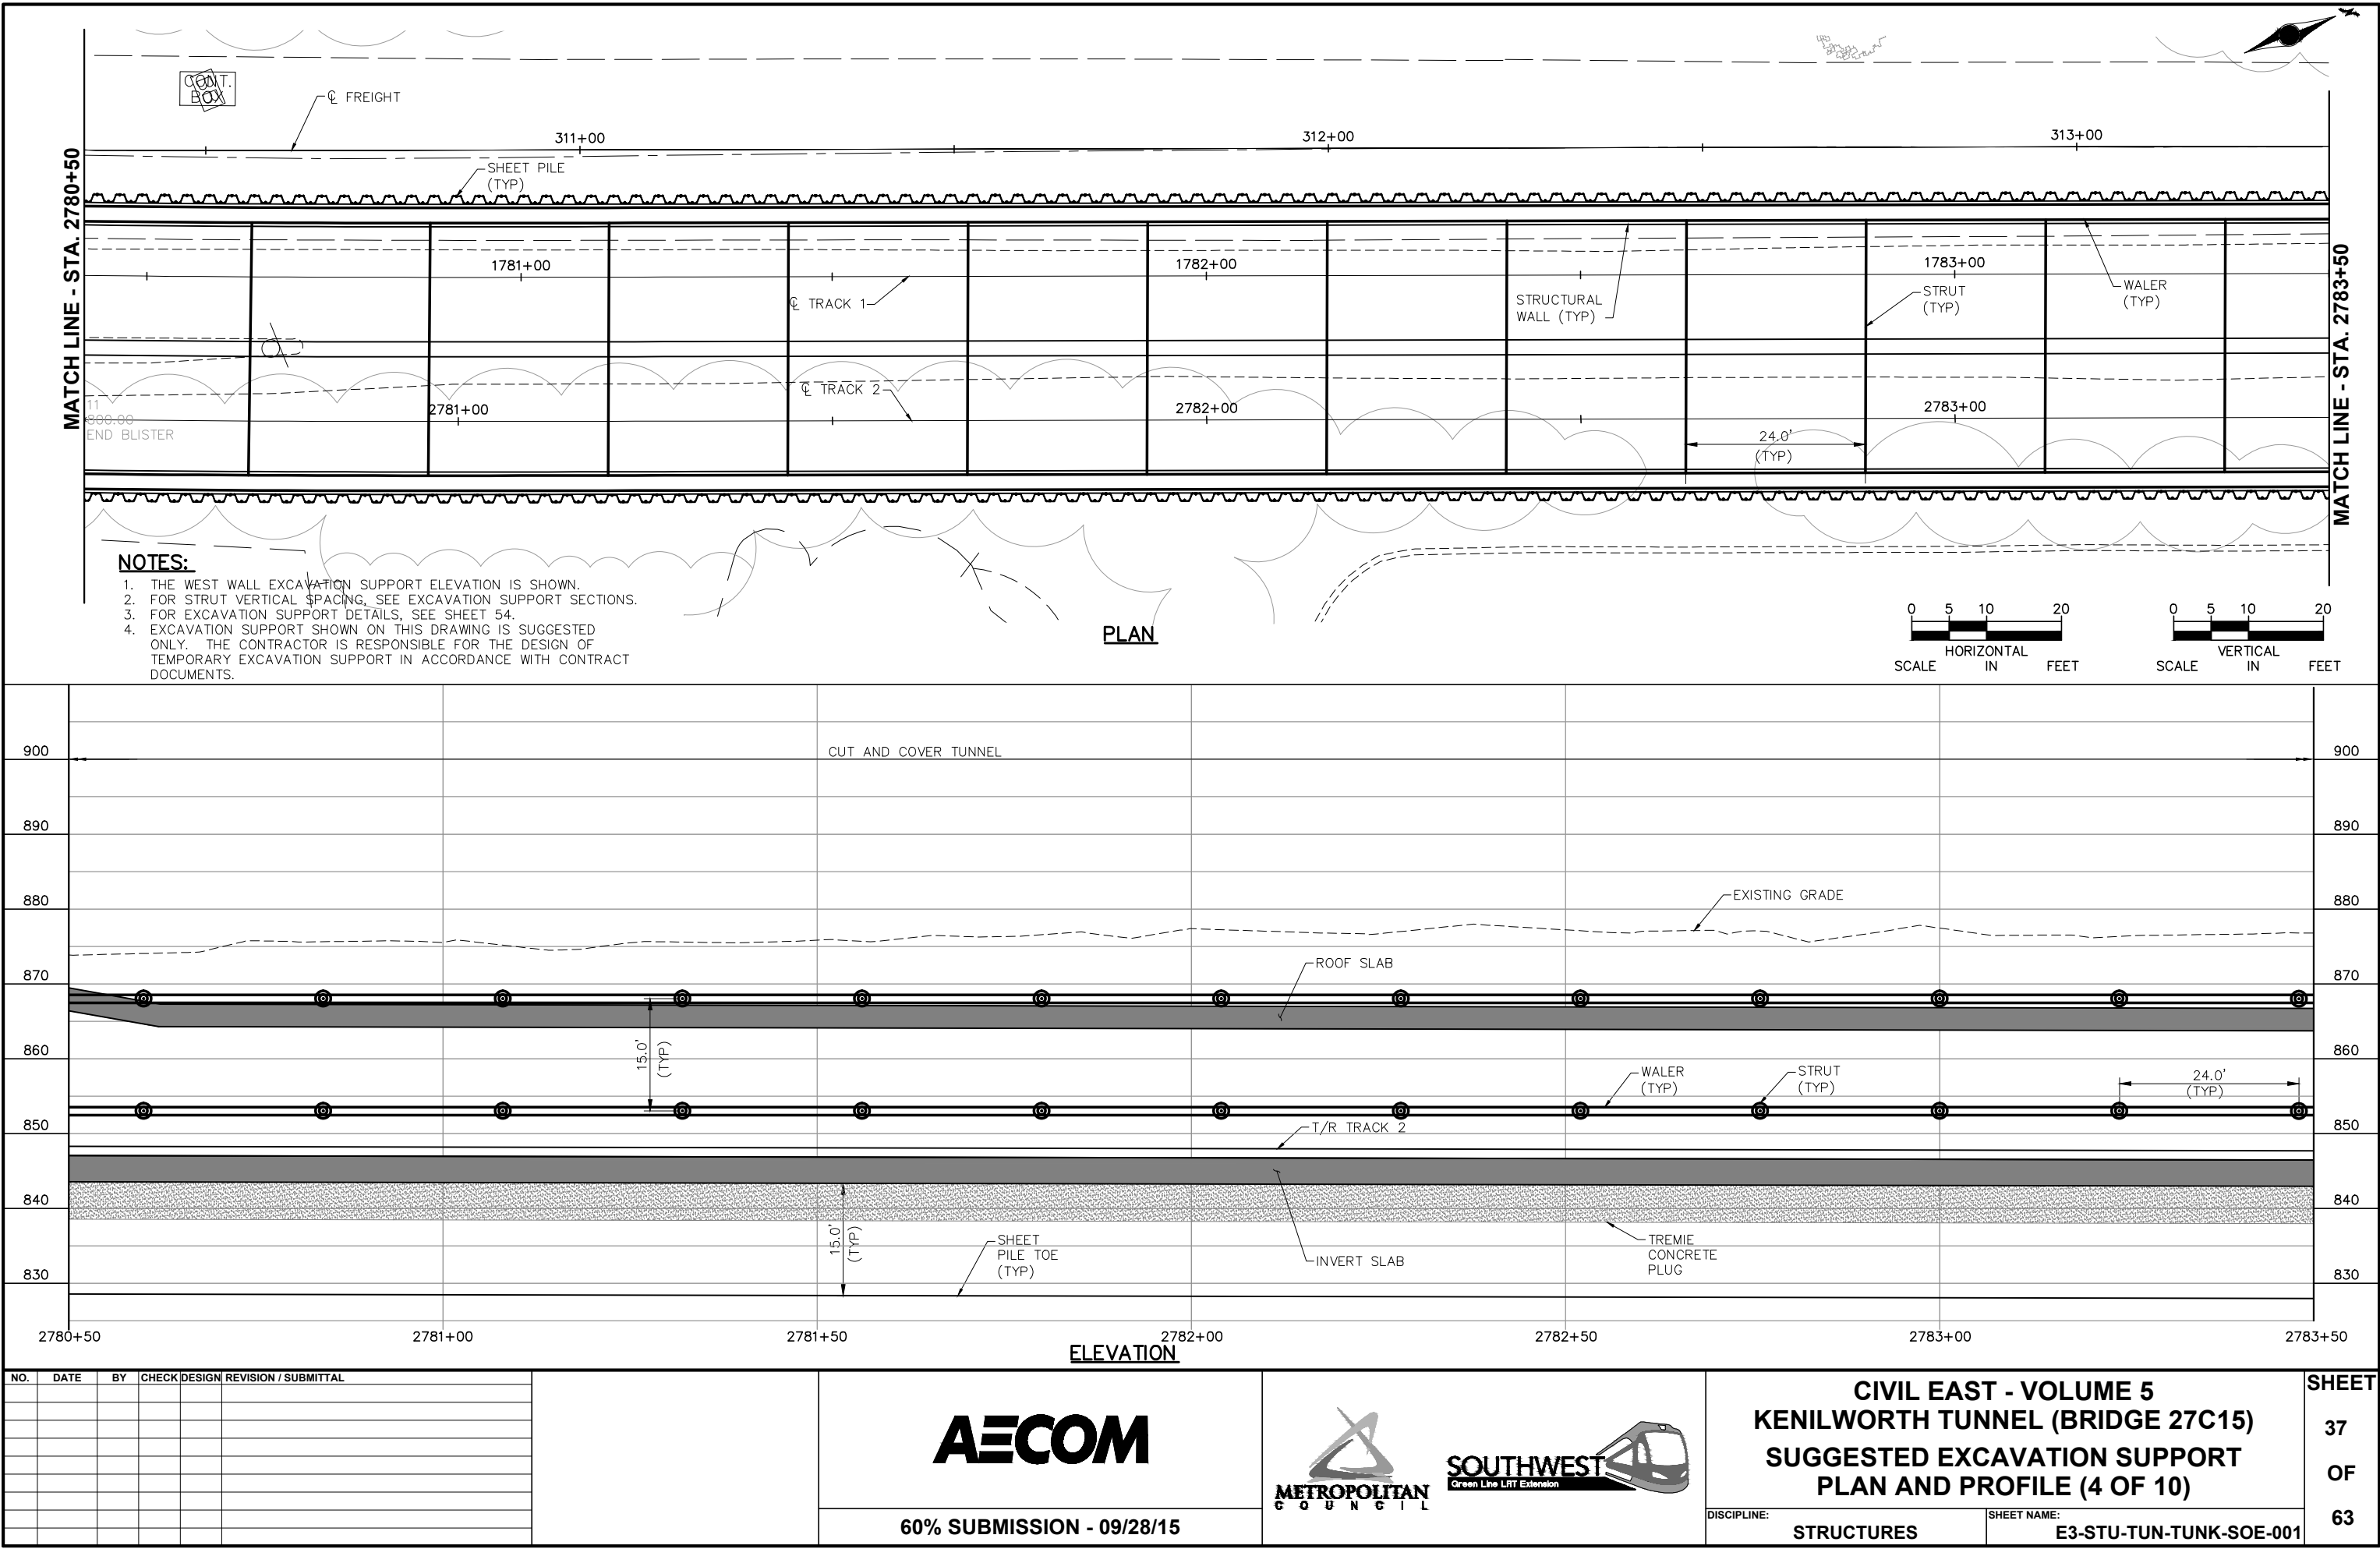 CONT.
BOX
℄ FREIGHT
311+00
312+00
313+00
SHEET PILE
(TYP)
MATCH LINE - STA. 2780+50
1781+00
1782+00
1783+00
℄ TRACK 1
STRUCTURAL
WALL (TYP)
STRUT
(TYP)
WALER
(TYP)
MATCH LINE - STA. 2783+50
℄ TRACK 2
11
800.00
END BLISTER
2781+00
2782+00
2783+00
24.0'
(TYP)
NOTES:
1. THE WEST WALL EXCAVATION SUPPORT ELEVATION IS SHOWN.
2. FOR STRUT VERTICAL SPACING, SEE EXCAVATION SUPPORT SECTIONS.
3. FOR EXCAVATION SUPPORT DETAILS, SEE SHEET 54.
4. EXCAVATION SUPPORT SHOWN ON THIS DRAWING IS SUGGESTED
ONLY. THE CONTRACTOR IS RESPONSIBLE FOR THE DESIGN OF
TEMPORARY EXCAVATION SUPPORT IN ACCORDANCE WITH CONTRACT
DOCUMENTS.
PLAN
0 5 10 20
HORIZONTAL
SCALE IN FEET
0 5 10 20
VERTICAL
SCALE IN FEET
900 CUT AND COVER TUNNEL 900
890 890
880 EXISTING GRADE 880
870 ROOF SLAB 870
860 860
15.0'
(TYP)
WALER
(TYP)
STRUT
(TYP)
24.0'
(TYP)
850 T/R TRACK 2 850
840 840
15.0'
(TYP)
SHEET
PILE TOE
(TYP)
INVERT SLAB
TREMIE
CONCRETE
PLUG
830 830
2780+50 2781+00 2781+50 2782+00 2782+50 2783+00 2783+50
ELEVATION
NO. DATE BY CHECK DESIGN REVISION / SUBMITTAL
AECOM
60% SUBMISSION - 09/28/15
METROPOLITAN
COUNCIL
SOUTHWEST
Green Line LRT Extension
CIVIL EAST - VOLUME 5
KENILWORTH TUNNEL (BRIDGE 27C15)
SUGGESTED EXCAVATION SUPPORT
PLAN AND PROFILE (4 OF 10)
DISCIPLINE:
STRUCTURES
SHEET NAME:
E3-STU-TUN-TUNK-SOE-001
SHEET
37
OF
63